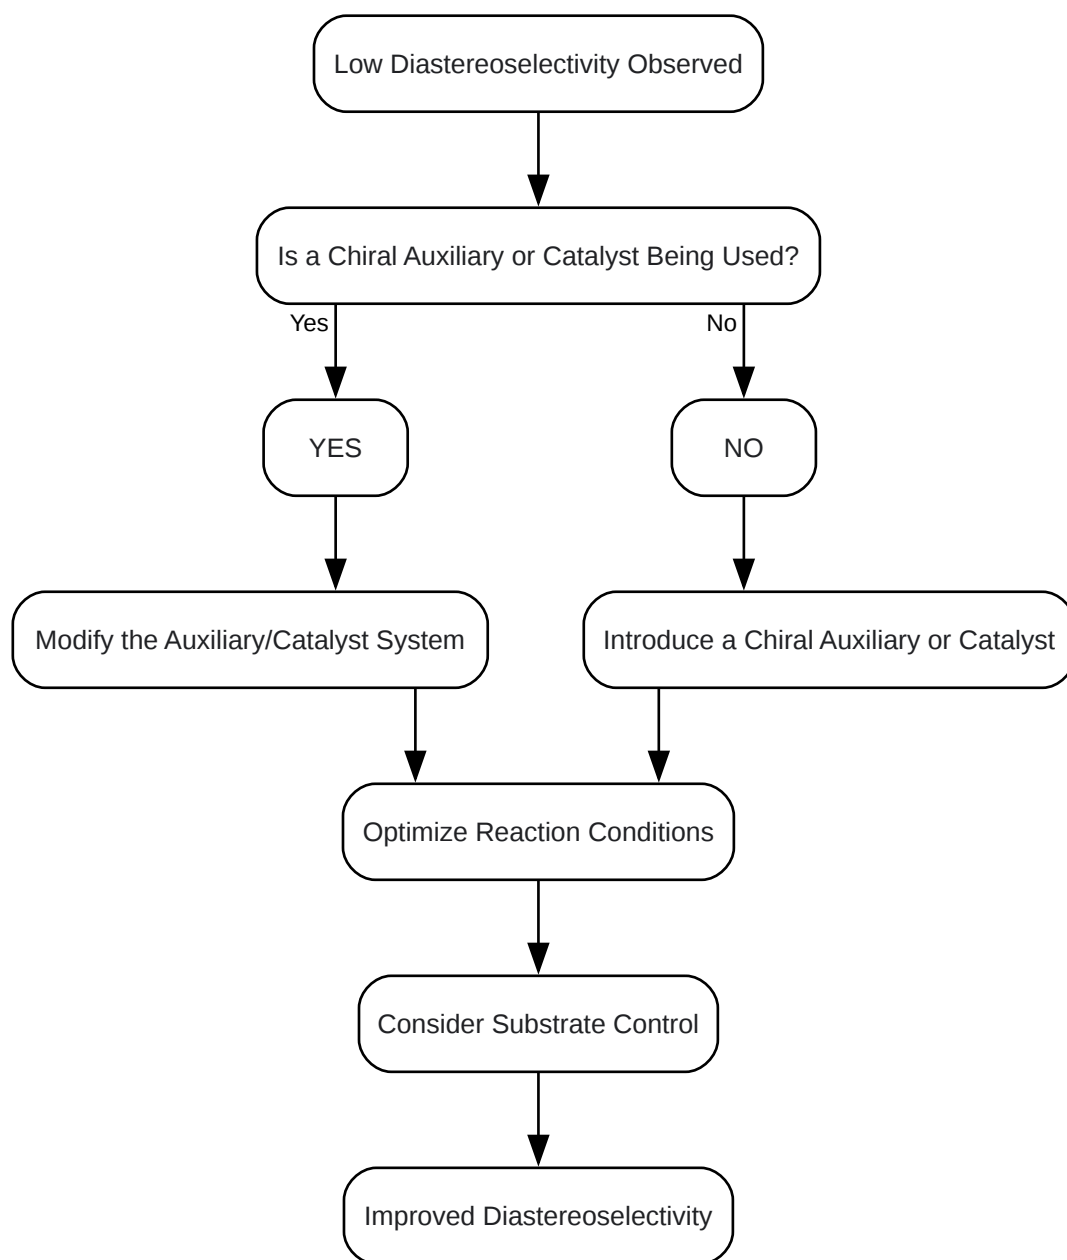 Low Diastereoselectivity Observed
Is a Chiral Auxiliary or Catalyst Being Used?
Yes
No
YES
NO
Modify the Auxiliary/Catalyst System
Introduce a Chiral Auxiliary or Catalyst
Optimize Reaction Conditions
Consider Substrate Control
Improved Diastereoselectivity